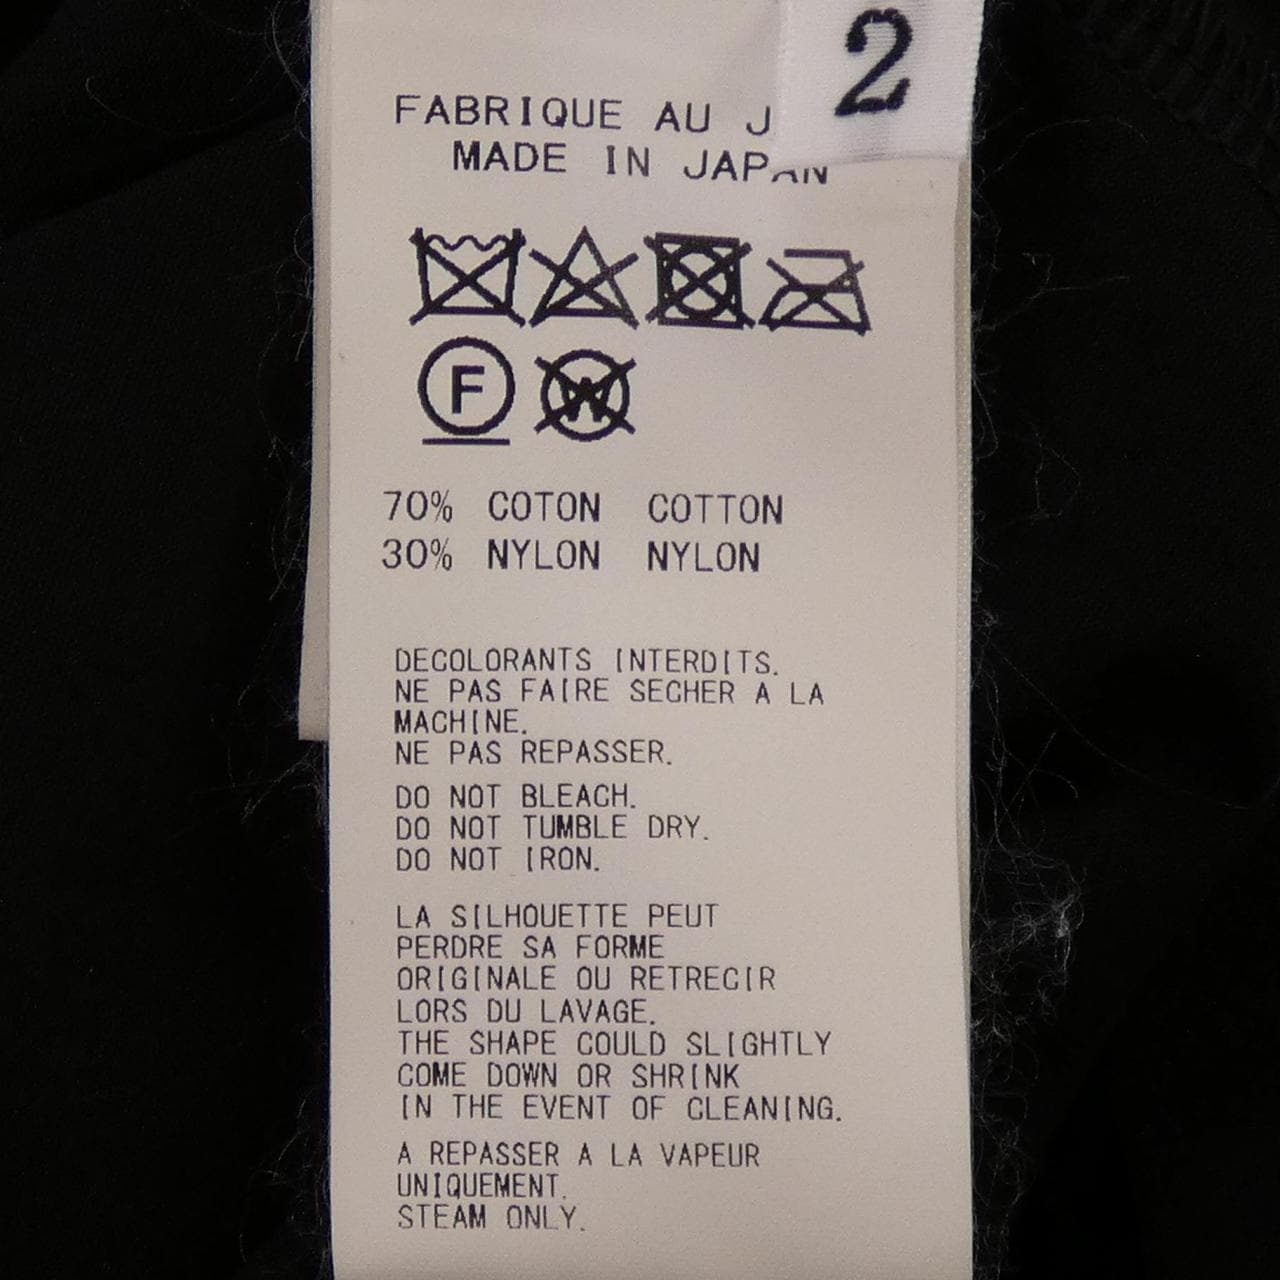 2
FABRIQUE AU J
MADE IN JAPAN
F
W
70% COTON COTTON
30% NYLON NYLON
DECOLORANTS INTERDITS.
NE PAS FAIRE SECHER A LA
MACHINE.
NE PAS REPASSER.
DO NOT BLEACH.
DO NOT TUMBLE DRY.
DO NOT IRON.
LA SILHOUETTE PEUT
PERDRE SA FORME
ORIGINALE OU RETRECIR
LORS DU LAVAGE.
THE SHAPE COULD SLIGHTLY
COME DOWN OR SHRINK
IN THE EVENT OF CLEANING.
A REPASSER A LA VAPEUR
UNIQUEMENT.
STEAM ONLY.